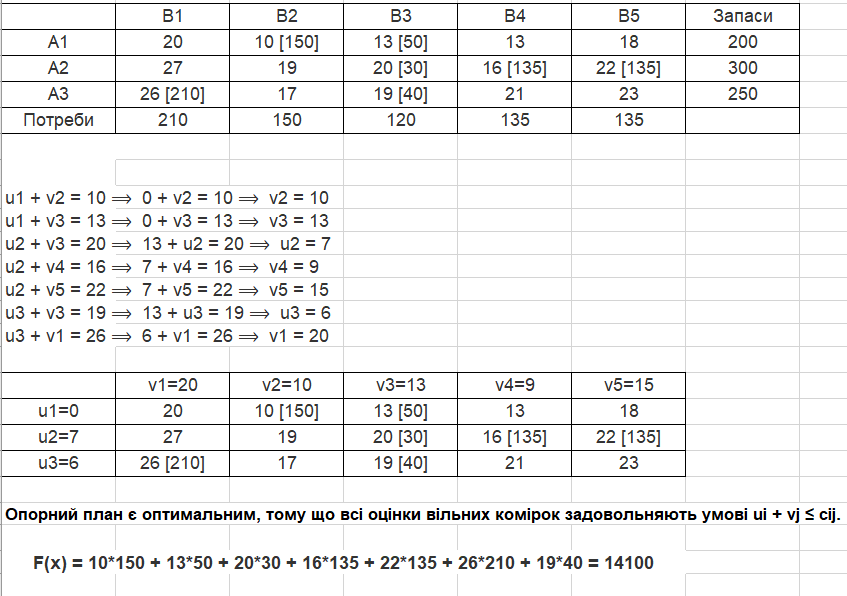 B1 B2 B3 B4 B5 Запаси
A1 20 10 [150] 13 [50] 13 18 200
A2 27 19 20 [30] 16 [135] 22 [135] 300
A3 26 [210] 17 19 [40] 21 23 250
Потреби 210 150 120 135 135
u1 + v2 = 10 ⟹ 0 + v2 = 10 ⟹ v2 = 10
u1 + v3 = 13 ⟹ 0 + v3 = 13 ⟹ v3 = 13
u2 + v3 = 20 ⟹ 13 + u2 = 20 ⟹ u2 = 7
u2 + v4 = 16 ⟹ 7 + v4 = 16 ⟹ v4 = 9
u2 + v5 = 22 ⟹ 7 + v5 = 22 ⟹ v5 = 15
u3 + v3 = 19 ⟹ 13 + u3 = 19 ⟹ u3 = 6
u3 + v1 = 26 ⟹ 6 + v1 = 26 ⟹ v1 = 20
v1=20 v2=10 v3=13 v4=9 v5=15
u1=0 20 10 [150] 13 [50] 13 18
u2=7 27 19 20 [30] 16 [135] 22 [135]
u3=6 26 [210] 17 19 [40] 21 23
Опорний план є оптимальним, тому що всі оцінки вільних комірок задовольняють умові ui + vj ≤ cij.
F(x) = 10*150 + 13*50 + 20*30 + 16*135 + 22*135 + 26*210 + 19*40 = 14100